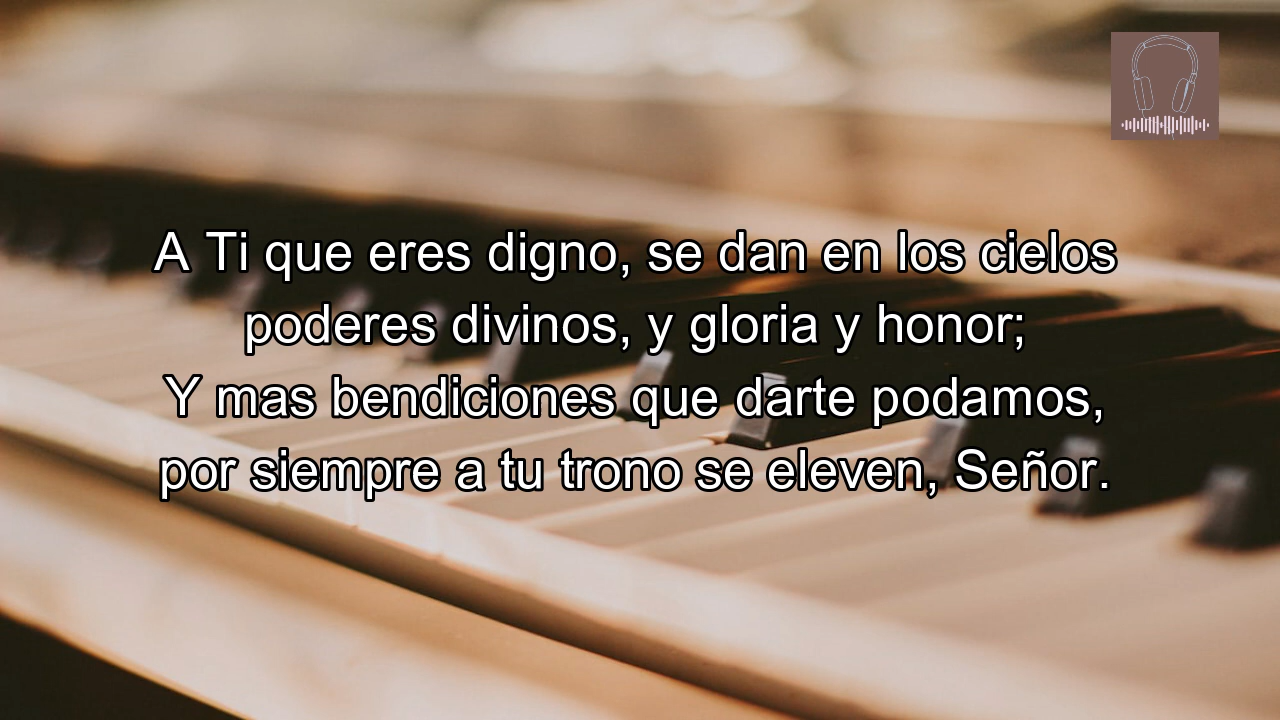 A Ti que eres digno, se dan en los cielos
poderes divinos, y gloria y honor;
Y mas bendiciones que darte podamos,
por siempre a tu trono se eleven, Señor.